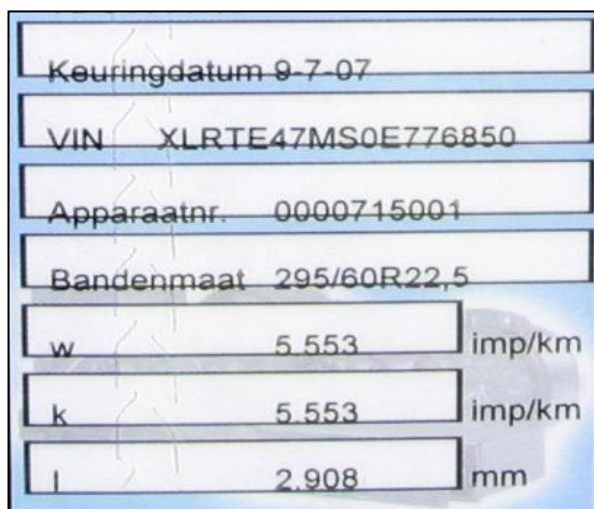 Keuringdatum 9-7-07
VIN XLRTE47MS0E776850
Apparaatnr. 0000715001
Bandenmaat 295/60R22,5
w 5.553 imp/km
k 5.553 imp/km
l 2.908 mm